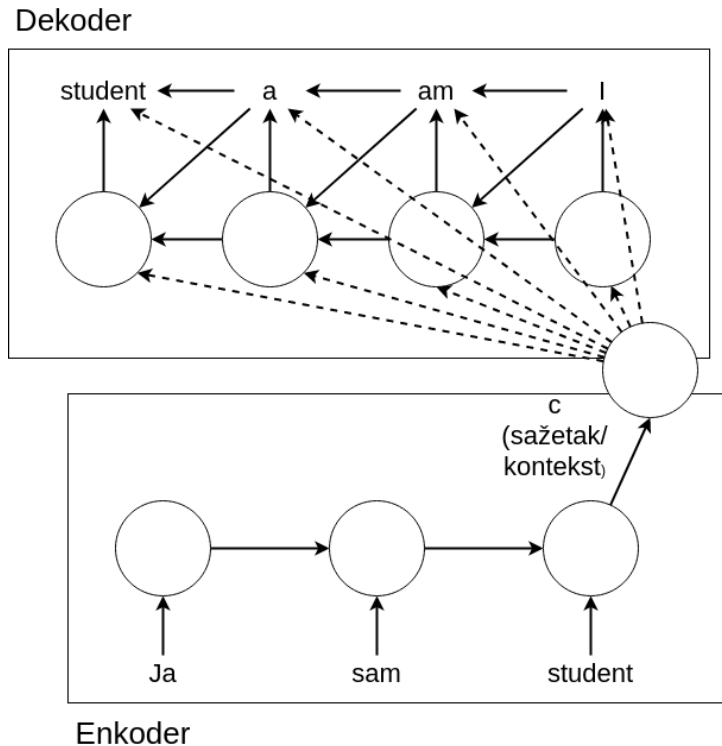 Dekoder
student a am I
c
(sažetak/
kontekst)
Ja sam student
Enkoder